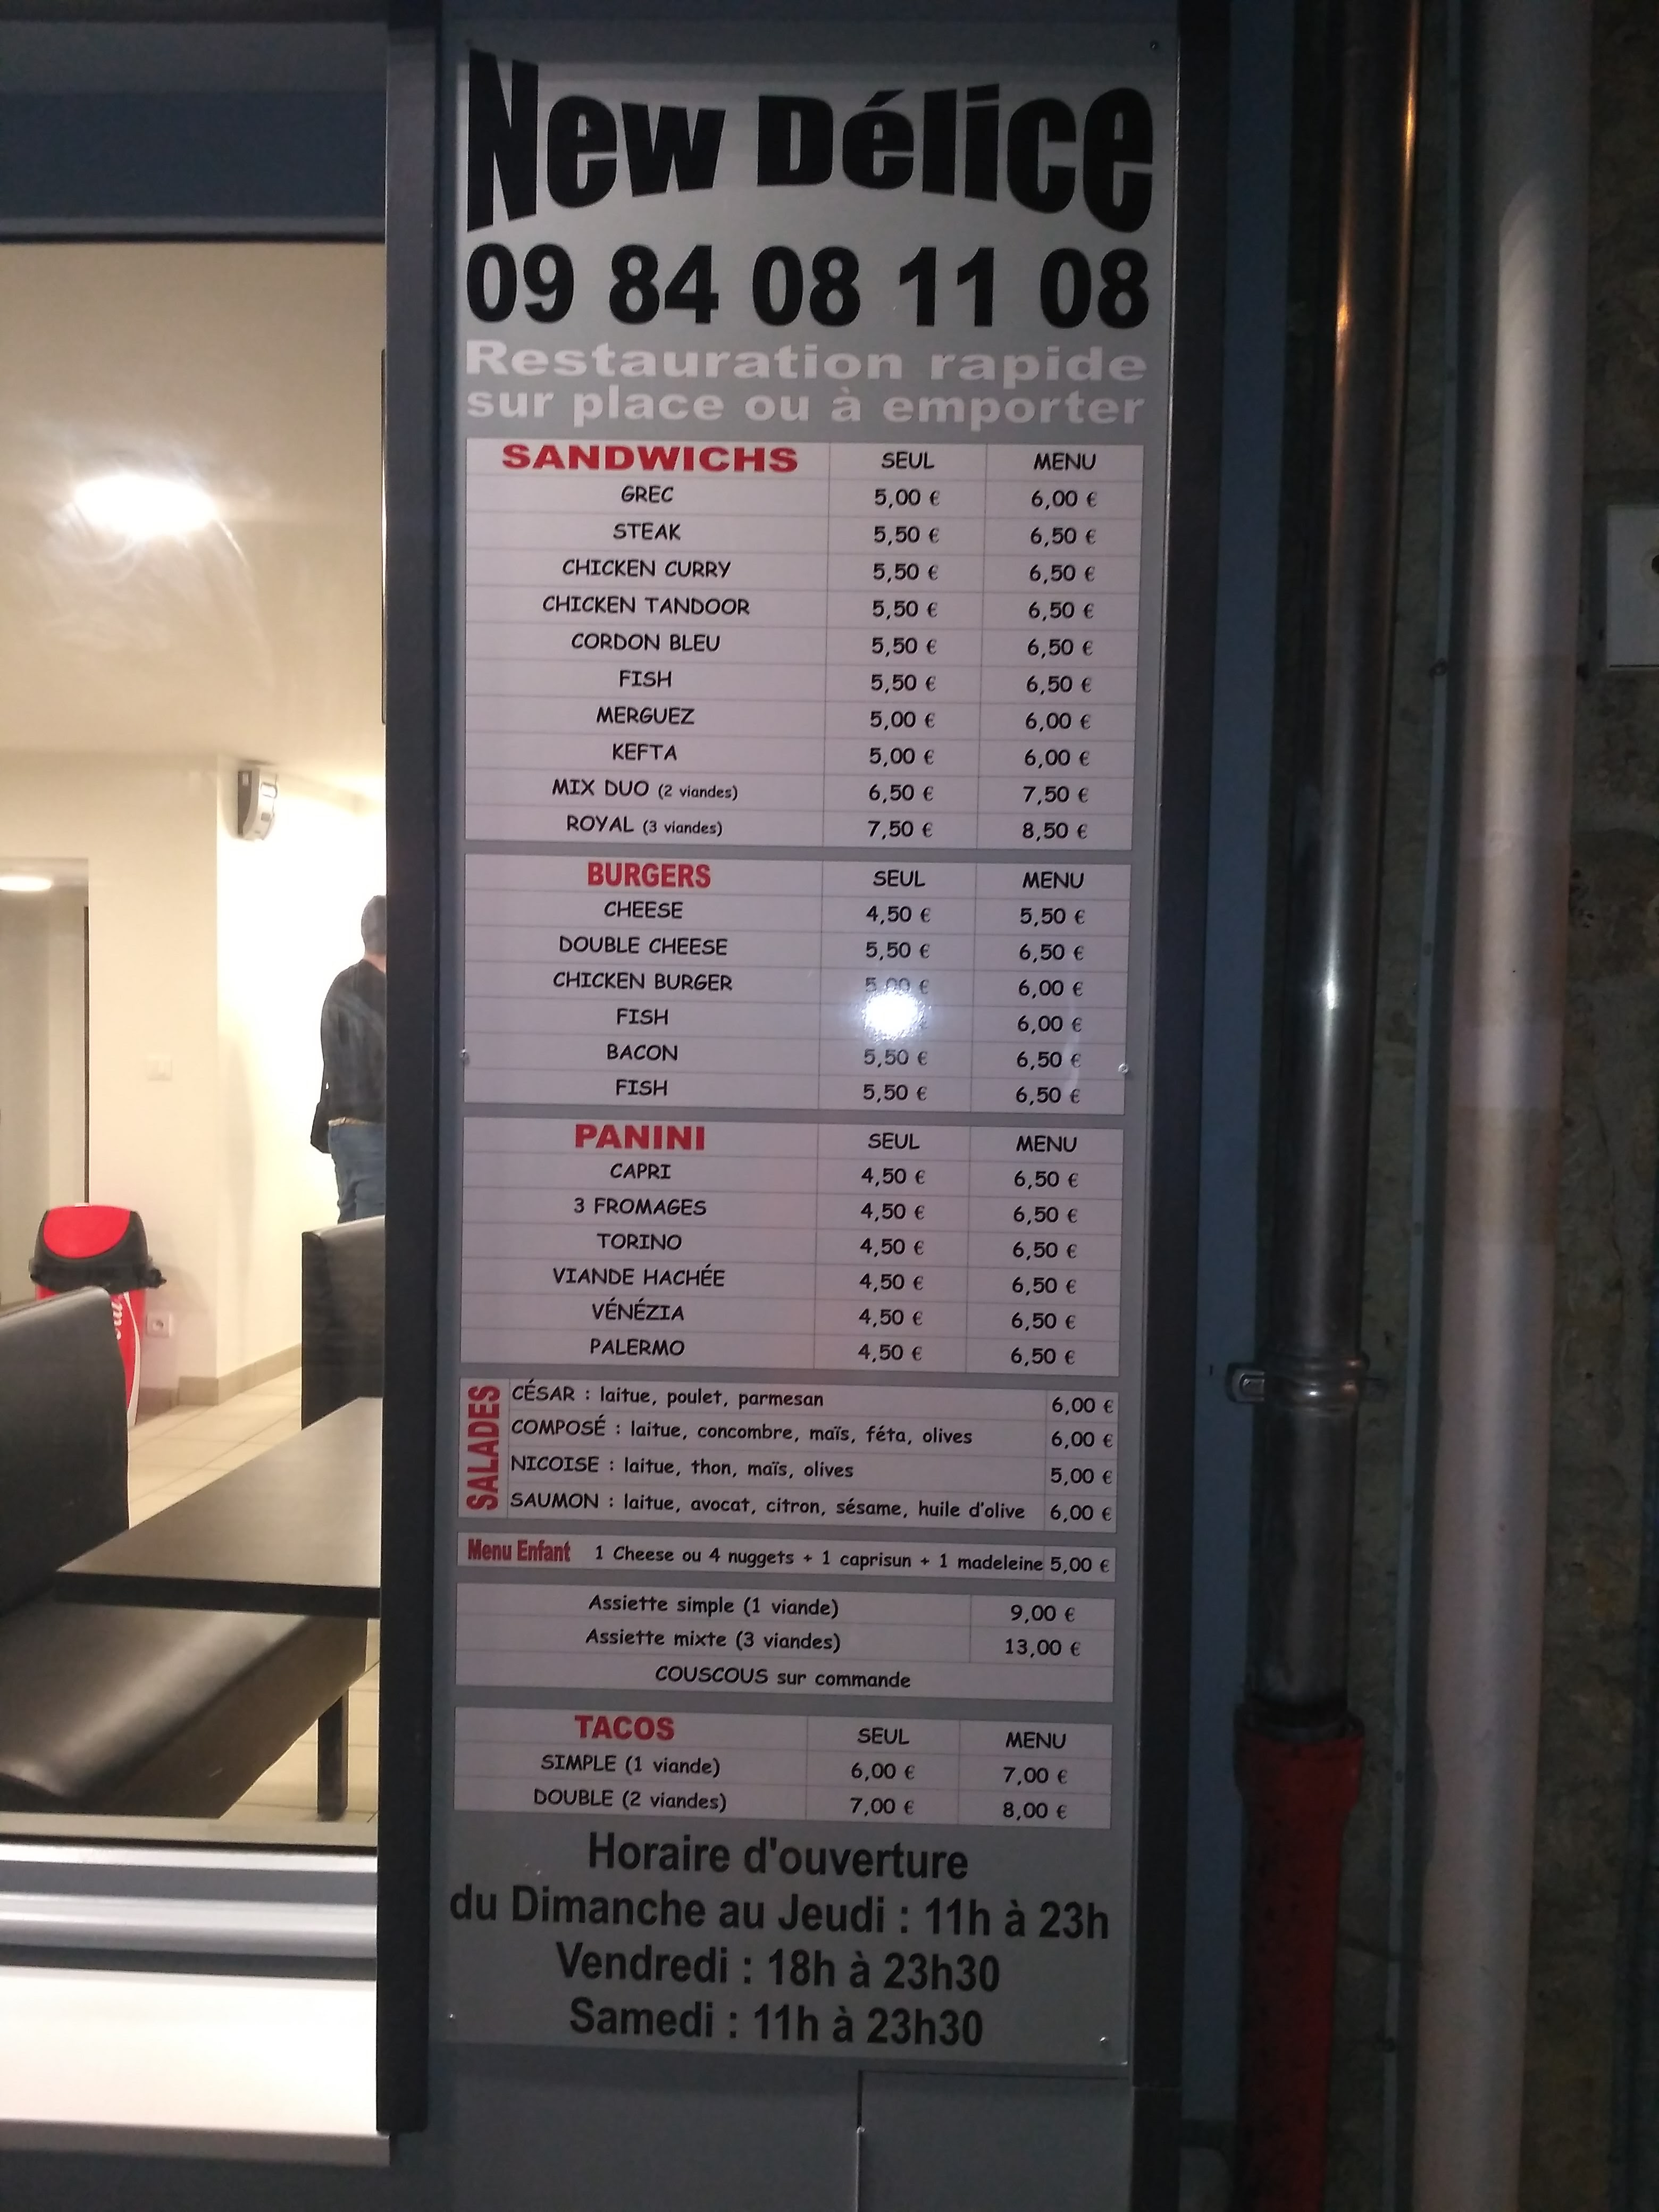 New Délice
09 84 08 11 08
Restauration rapide
sur place ou à emporter
SANDWICHS SEUL MENU
GREC 5,00 € 6,00 €
STEAK 5,50 € 6,50 €
CHICKEN CURRY 5,50 € 6,50 €
CHICKEN TANDOOR 5,50 € 6,50 €
CORDON BLEU 5,50 € 6,50 €
FISH 5,50 € 6,50 €
MERGUEZ 5,00 € 6,00 €
KEFTA 5,00 € 6,00 €
MIX DUO (2 viandes) 6,50 € 7,50 €
ROYAL (3 viandes) 7,50 € 8,50 €
BURGERS SEUL MENU
CHEESE 4,50 € 5,50 €
DOUBLE CHEESE 5,50 € 6,50 €
CHICKEN BURGER 5,00 € 6,00 €
FISH 6,00 €
BACON 5,50 € 6,50 €
FISH 5,50 € 6,50 €
PANINI SEUL MENU
CAPRI 4,50 € 6,50 €
3 FROMAGES 4,50 € 6,50 €
TORINO 4,50 € 6,50 €
VIANDE HACHÉE 4,50 € 6,50 €
VÉNÉZIA 4,50 € 6,50 €
PALERMO 4,50 € 6,50 €
SALADES
CÉSAR : laitue, poulet, parmesan 6,00 €
COMPOSÉ : laitue, concombre, maïs, féta, olives 6,00 €
NICOISE : laitue, thon, maïs, olives 5,00 €
SAUMON : laitue, avocat, citron, sésame, huile d'olive 6,00 €
Menu Enfant 1 Cheese ou 4 nuggets + 1 caprisun + 1 madeleine 5,00 €
Assiette simple (1 viande) 9,00 €
Assiette mixte (3 viandes) 13,00 €
COUSCOUS sur commande
TACOS SEUL MENU
SIMPLE (1 viande) 6,00 € 7,00 €
DOUBLE (2 viandes) 7,00 € 8,00 €
Horaire d'ouverture
du Dimanche au Jeudi : 11h à 23h
Vendredi : 18h à 23h30
Samedi : 11h à 23h30